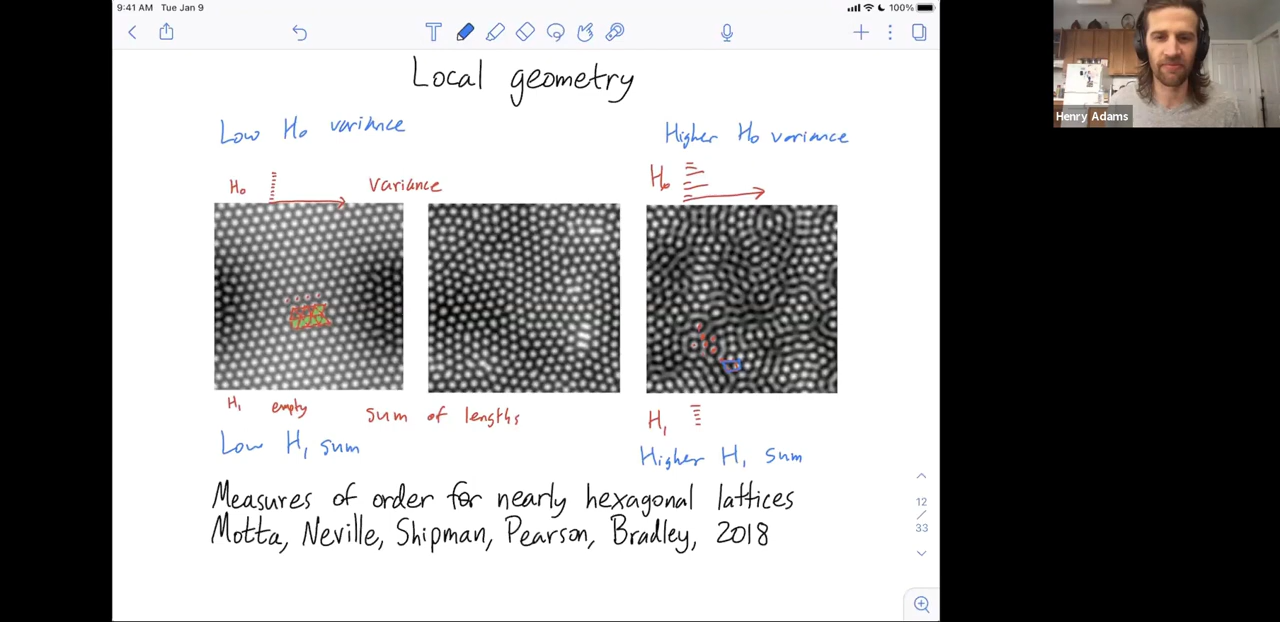 9:41 AM Tue Jan 9
100%
Henry Adams
Local geometry
Low H0 variance
Higher H0 variance
H0
variance
H0
H1 empty
sum of lengths
H1
Low H1 sum
Higher H1 sum
Measures of order for nearly hexagonal lattices
Motta, Neville, Shipman, Pearson, Bradley, 2018
12
/
33